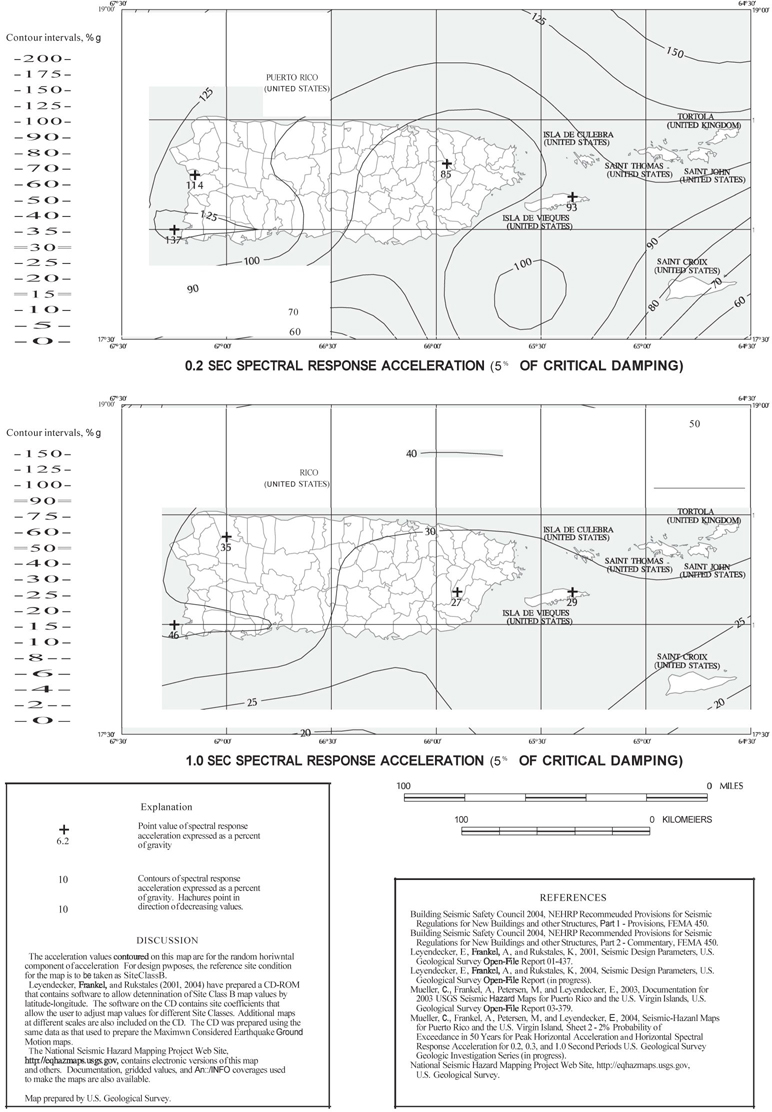 67°30'
64°30'
19°00'
Contour intervals, % g
-200-
-175-
-150-
-125-
-100-
-90-
-80-
-70-
-60-
-50-
-40-
-35-
=30=
-25-
-20-
=15=
-10-
-5-
-0-
125
150
PUERTO RICO
(UNITED STATES)
125
TORTOLA
(UNITED KINGDOM)
ISLA DE CULEBRA
(UNITED STATES)
SAINT THOMAS
(UNITED STATES)
SAINT JOHN
(UNITED STATES)
85
114
93
125
ISLA DE VIEQUES
(UNITED STATES)
137
90
100
100
SAINT CROIX
(UNITED STATES)
90
70
80
60
70
60
17°30'
17°30'
67°30'
67°00'
66°30'
66°00'
65°30'
65°00'
64°30'
0.2 SEC SPECTRAL RESPONSE ACCELERATION (5% OF CRITICAL DAMPING)
67°30'
64°30'
19°00'
19°00'
Contour intervals, % g
-150-
-125-
-100-
=90=
-75-
-60-
=50=
-40-
-30-
-25-
-20-
-15-
-10-
-8--
-6-
-4-
-2--
-0-
50
40
RICO
(UNITED STATES)
TORTOLA
(UNITED KINGDOM)
30
ISLA DE CULEBRA
(UNITED STATES)
35
SAINT THOMAS
(UNITED STATES)
SAINT JOHN
(UNITED STATES)
27
29
ISLA DE VIEQUES
(UNITED STATES)
46
25
SAINT CROIX
(UNITED STATES)
25
20
20
17°30'
17°30'
67°30'
67°00'
66°30'
66°00'
65°30'
65°00'
64°30'
1.0 SEC SPECTRAL RESPONSE ACCELERATION (5% OF CRITICAL DAMPING)
100 0 MILES
100 0 KILOMEIERS
Explanation
+
6.2
Point value of spectral response
acceleration expressed as a percent
of gravity
10
10
Contours of spectral response
acceleration expressed as a percent
of gravity. Hachures point in
direction of decreasing values.
DISCUSSION
The acceleration values contoured on this map are for the random horiwntal
component of acceleration For design pwposes, the reference site condition
for the map is to be taken as SiteClassB.
Leyendecker, Frankel, and Rukstales (2001, 2004) have prepared a CD-ROM
that contains software to allow detennination of Site Class B map values by
latitude-longitude. The software on the CD contains site coefficients that
allow the user to adjust map values for different Site Classes. Additional maps
at different scales are also included on the CD. The CD was prepared using the
same data as that used to prepare the Maximwn Considered Earthquake Ground
Motion maps.
The National Seismic Hazard Mapping Project Web Site,
http://eqhazmaps.usgs.gov, contains electronic versions of this map
and others. Documentation, gridded values, and An::/INFO coverages used
to make the maps are also available.
Map prepared by U.S. Geological Survey.
REFERENCES
Building Seismic Safety Council 2004, NEHRP Recommeuded Provisions for Seismic
Regulations for New Buildings and other Structures, Part 1 - Provisions, FEMA 450.
Building Seismic Safety Council 2004, NEHRP Recommended Provisions for Seismic
Regulations for New Buildings and other Structures, Part 2 - Commentary, FEMA 450.
Leyendecker, E, Frankel, A., and Rukstales, K., 2001, Seismic Design Parameters, U.S.
Geological Survey Open-File Report 01-437.
Leyendecker, E., Frankel, A, and Rukstales, K., 2004, Seismic Design Parameters, U.S.
Geological Survey Open-File Report (in progress).
Mueller, C., Frankel, A., Petersen, M., and Leyendecker, E., 2003, Documentation for
2003 USGS Seismic Hazard Maps for Puerto Rico and the U.S. Virgin Islands, U.S.
Geological Survey Open-File Report 03-379.
Mueller, C., Frankel, A., Petersen, M., and Leyendecker, E, 2004, Seismic-Hazanl Maps
for Puerto Rico and the U.S. Virgin Island, Sheet 2 - 2% Probability of
Exceedance in 50 Years for Peak Horizontal Acceleration and Horizontal Spectral
Response Acceleration for 0.2, 0.3, and 1.0 Second Periods U.S. Geological Survey
Geologic Investigation Series (in progress).
National Seismic Hazard Mapping Project Web Site, http://eqhazmaps.usgs.gov,
U.S. Geological Survey.